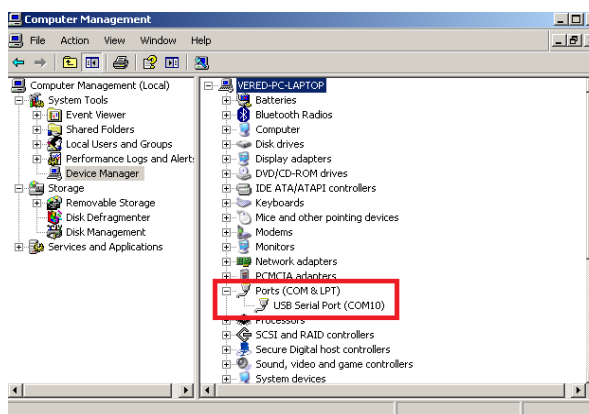 Computer Management
File Action View Window Help
Computer Management (Local)
System Tools
Event Viewer
Shared Folders
Local Users and Groups
Performance Logs and Alert
Device Manager
Storage
Removable Storage
Disk Defragmenter
Disk Management
Services and Applications
VERED-PC-LAPTOP
Batteries
Bluetooth Radios
Computer
Disk drives
Display adapters
DVD/CD-ROM drives
IDE ATA/ATAPI controllers
Keyboards
Mice and other pointing devices
Modems
Monitors
Network adapters
PCMCIA adapters
Ports (COM & LPT)
USB Serial Port (COM10)
Processors
SCSI and RAID controllers
Secure Digital host controllers
Sound, video and game controllers
System devices